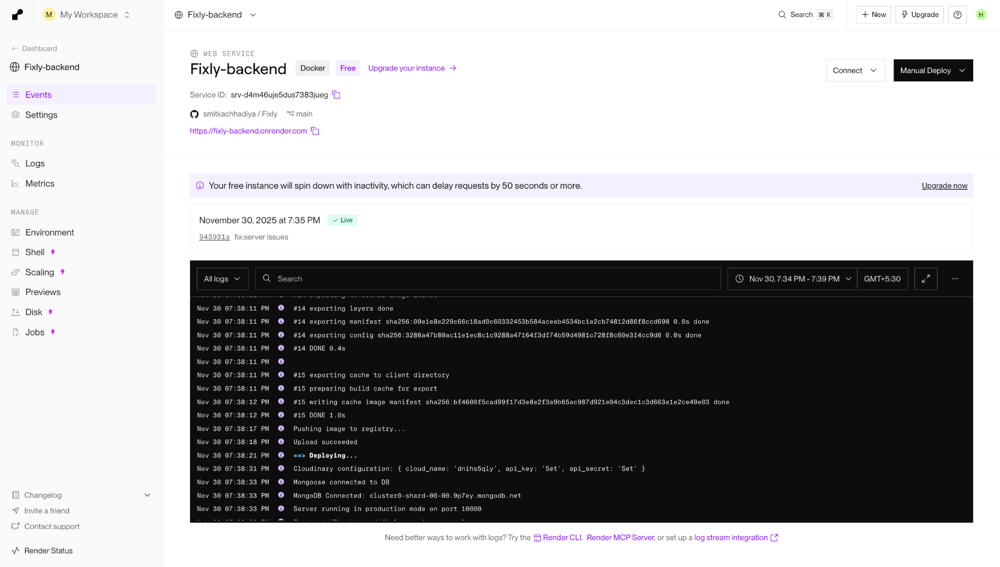 M My Workspace
Fixly-backend
Search ⌘ K
+ New
Upgrade
H
← Dashboard
Fixly-backend
Events
Settings
MONITOR
Logs
Metrics
MANAGE
Environment
Shell
Scaling
Previews
Disk
Jobs
Changelog
Invite a friend
Contact support
Render Status
WEB SERVICE
Fixly-backend Docker Free Upgrade your instance →
Connect
Manual Deploy
Service ID: srv-d4m46uje5dus7383jueg
smitkachhadiya / Fixly main
https://fixly-backend.onrender.com
Your free instance will spin down with inactivity, which can delay requests by 50 seconds or more. Upgrade now
November 30, 2025 at 7:35 PM Live
943931a fix:server issues
All logs Search Nov 30, 7:34 PM - 7:39 PM GMT+5:30 ...
Nov 30 07:38:11 PM #14 exporting layers done
Nov 30 07:38:11 PM #14 exporting manifest sha256:09e1e8e229c66c18ad0c60332453b584aceeb4534bc1e2cb74812d86f8ccd698 0.0s done
Nov 30 07:38:11 PM #14 exporting config sha256:3286a47b80ac11e1ec8c1c9288a47164f3df74b59d4981c728f8c60e3f4cc9d6 0.0s done
Nov 30 07:38:11 PM #14 DONE 0.4s
Nov 30 07:38:11 PM
Nov 30 07:38:11 PM #15 exporting cache to client directory
Nov 30 07:38:11 PM #15 preparing build cache for export
Nov 30 07:38:12 PM #15 writing cache image manifest sha256:bf4600f5cad99f17d3e8e2f3a9b65ac987d921e04c3dec1c3d663e1e2ce49e03 done
Nov 30 07:38:12 PM #15 DONE 1.0s
Nov 30 07:38:17 PM Pushing image to registry...
Nov 30 07:38:18 PM Upload succeeded
Nov 30 07:38:21 PM ==> Deploying...
Nov 30 07:38:31 PM Cloudinary configuration: { cloud_name: 'dnihs5qly', api_key: 'Set', api_secret: 'Set' }
Nov 30 07:38:33 PM Mongoose connected to DB
Nov 30 07:38:33 PM MongoDB Connected: cluster0-shard-00-00.9p7ey.mongodb.net
Nov 30 07:38:33 PM Server running in production mode on port 10000
Need better ways to work with logs? Try the Render CLI, Render MCP Server, or set up a log stream integration